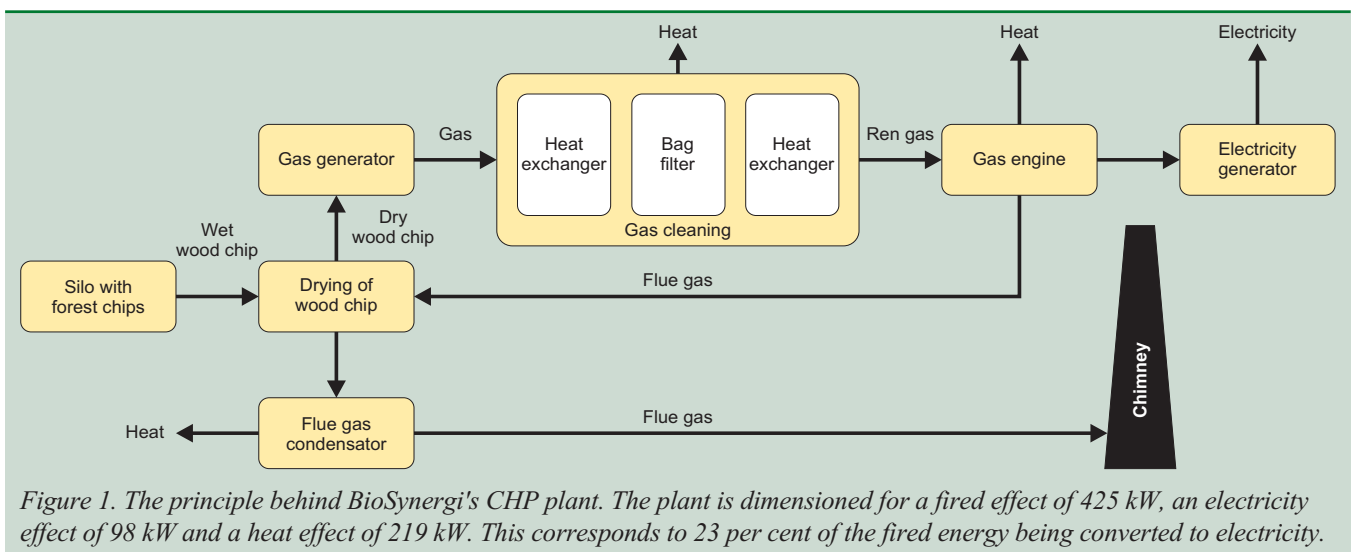 Heat
Heat
Electricity
Gas generator
Gas
Heat
exchanger
Bag
filter
Heat
exchanger
Gas cleaning
Ren gas
Gas engine
Electricity
generator
Wet
wood chip
Dry
wood chip
Silo with
forest chips
Drying of
wood chip
Flue gas
Chimney
Heat
Flue gas
condensator
Flue gas
Figure 1. The principle behind BioSynergi's CHP plant. The plant is dimensioned for a fired effect of 425 kW, an electricity
effect of 98 kW and a heat effect of 219 kW. This corresponds to 23 per cent of the fired energy being converted to electricity.